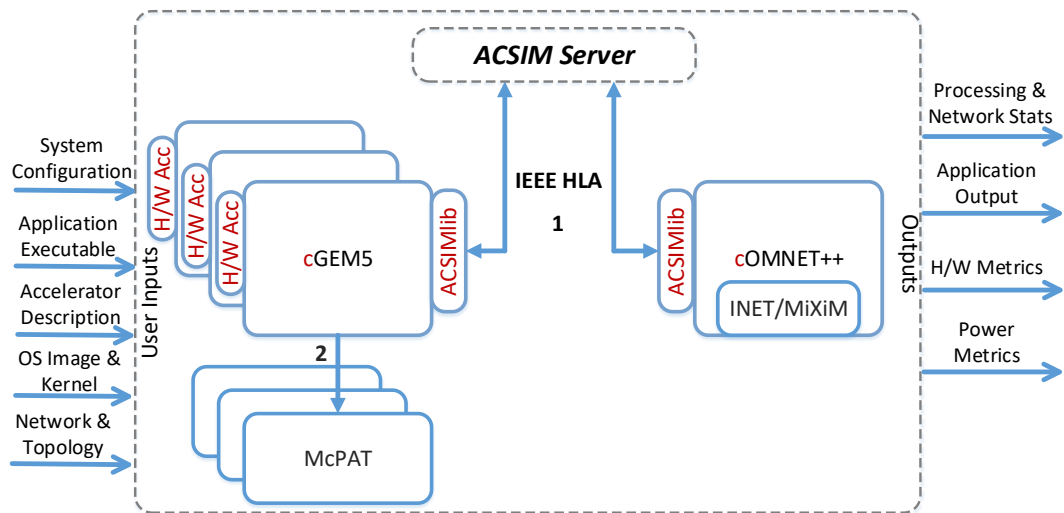 ACSIM Server
System
Configuration
Application
Executable
Accelerator
Description
OS Image &
Kernel
Network &
Topology
User Inputs
H/W Acc
H/W Acc
H/W Acc
cGEM5
ACSIMlib
IEEE HLA
1
2
McPAT
ACSIMlib
cOMNET++
INET/MiXiM
Outputs
Processing &
Network Stats
Application
Output
H/W Metrics
Power
Metrics